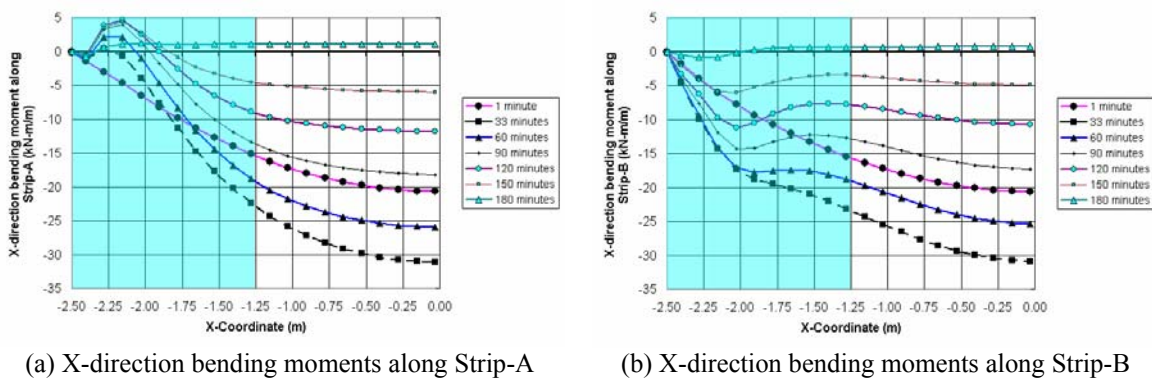 X-direction bending moment along
Strip-A (kN-m/m)
5
0
-5
-10
-15
-20
-25
-30
-35
-2.50 -2.25 -2.00 -1.75 -1.50 -1.25 -1.00 -0.75 -0.50 -0.25 0.00
X-Coordinate (m)
1 minute
33 minutes
60 minutes
90 minutes
120 minutes
150 minutes
180 minutes
(a) X-direction bending moments along Strip-A
X-direction bending moment along
Strip-B (kN-m/m)
5
0
-5
-10
-15
-20
-25
-30
-35
-2.50 -2.25 -2.00 -1.75 -1.50 -1.25 -1.00 -0.75 -0.50 -0.25 0.00
X-Coordinate (m)
1 minute
33 minutes
60 minutes
90 minutes
120 minutes
150 minutes
180 minutes
(b) X-direction bending moments along Strip-B